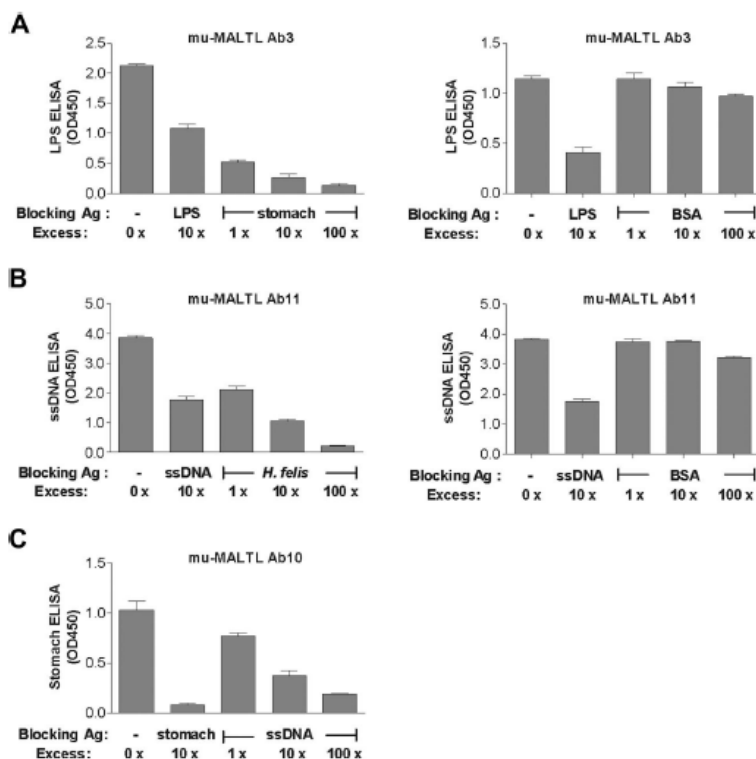 A
mu-MALTL Ab3
LPS ELISA
(OD450)
2.5
2.0
1.5
1.0
0.5
0.0
Blocking Ag : - LPS stomach
Excess: 0 x 10 x 1 x 10 x 100 x
mu-MALTL Ab3
LPS ELISA
(OD450)
1.5
1.0
0.5
0.0
Blocking Ag : - LPS BSA
Excess: 0 x 10 x 1 x 10 x 100 x
B
mu-MALTL Ab11
ssDNA ELISA
(OD450)
5.0
4.0
3.0
2.0
1.0
0.0
Blocking Ag : - ssDNA H. felis
Excess: 0 x 10 x 1 x 10 x 100 x
mu-MALTL Ab11
ssDNA ELISA
(OD450)
5.0
4.0
3.0
2.0
1.0
0.0
Blocking Ag : - ssDNA BSA
Excess: 0 x 10 x 1 x 10 x 100 x
C
mu-MALTL Ab10
Stomach ELISA
(OD450)
1.5
1.0
0.5
0.0
Blocking Ag: - stomach ssDNA
Excess: 0 x 10 x 1 x 10 x 100 x